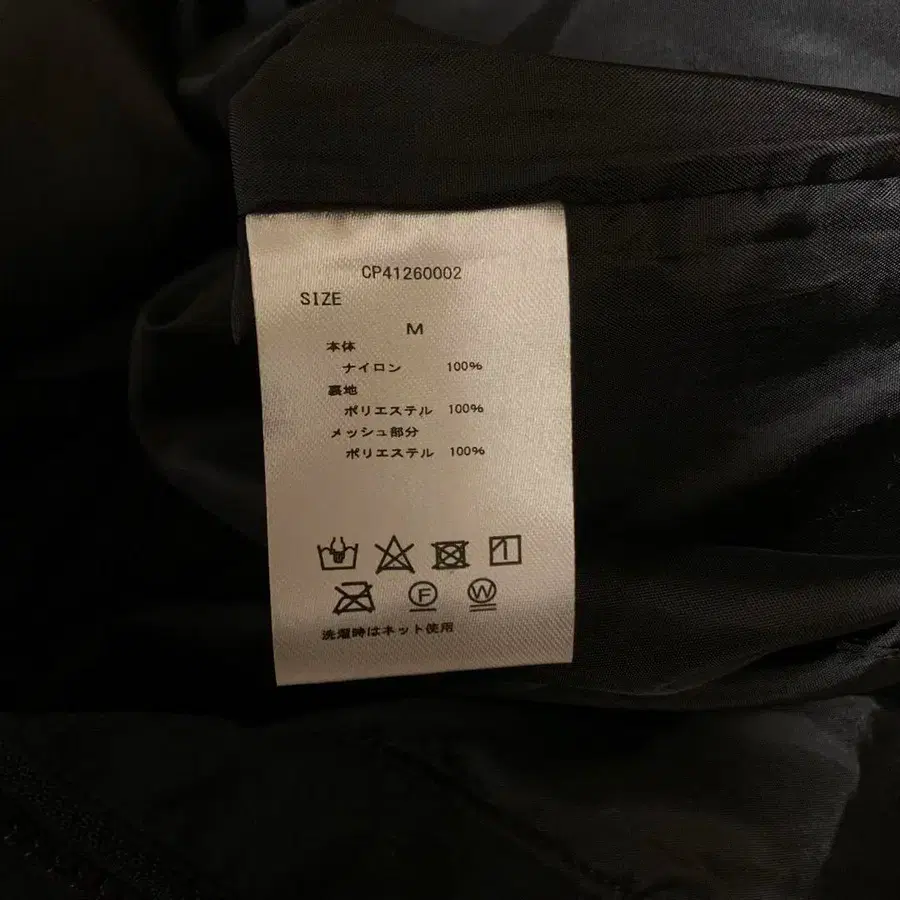 CP41260002
SIZE
M
本体
ナイロン 100%
裏地
ポリエステル 100%
メッシュ部分
ポリエステル 100%
F W
洗濯時はネット使用